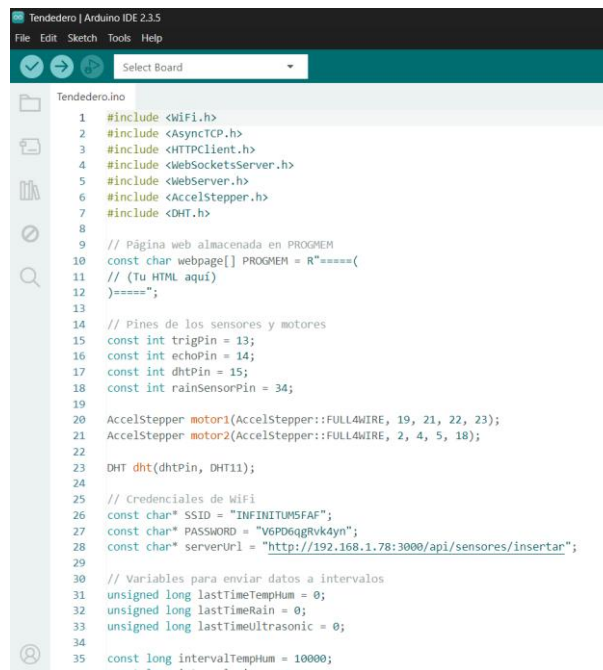 Tendedero | Arduino IDE 2.3.5
File Edit Sketch Tools Help
Select Board
Tendedero.ino
1 #include <WiFi.h>
2 #include <AsyncTCP.h>
3 #include <HTTPClient.h>
4 #include <WebSocketsServer.h>
5 #include <WebServer.h>
6 #include <AccelStepper.h>
7 #include <DHT.h>
8
9 // Página web almacenada en PROGMEM
10 const char webpage[] PROGMEM = R"=====(
11 // (Tu HTML aquí)
12 )=====";
13
14 // Pines de los sensores y motores
15 const int trigPin = 13;
16 const int echoPin = 14;
17 const int dhtPin = 15;
18 const int rainSensorPin = 34;
19
20 AccelStepper motor1(AccelStepper::FULL4WIRE, 19, 21, 22, 23);
21 AccelStepper motor2(AccelStepper::FULL4WIRE, 2, 4, 5, 18);
22
23 DHT dht(dhtPin, DHT11);
24
25 // Credenciales de WiFi
26 const char* SSID = "INFINITUM5FAF";
27 const char* PASSWORD = "V6PD6qgRvk4yn";
28 const char* serverUrl = "http://192.168.1.78:3000/api/sensores/insertar";
29
30 // Variables para enviar datos a intervalos
31 unsigned long lastTimeTempHum = 0;
32 unsigned long lastTimeRain = 0;
33 unsigned long lastTimeUltrasonic = 0;
34
35 const long intervalTempHum = 10000;